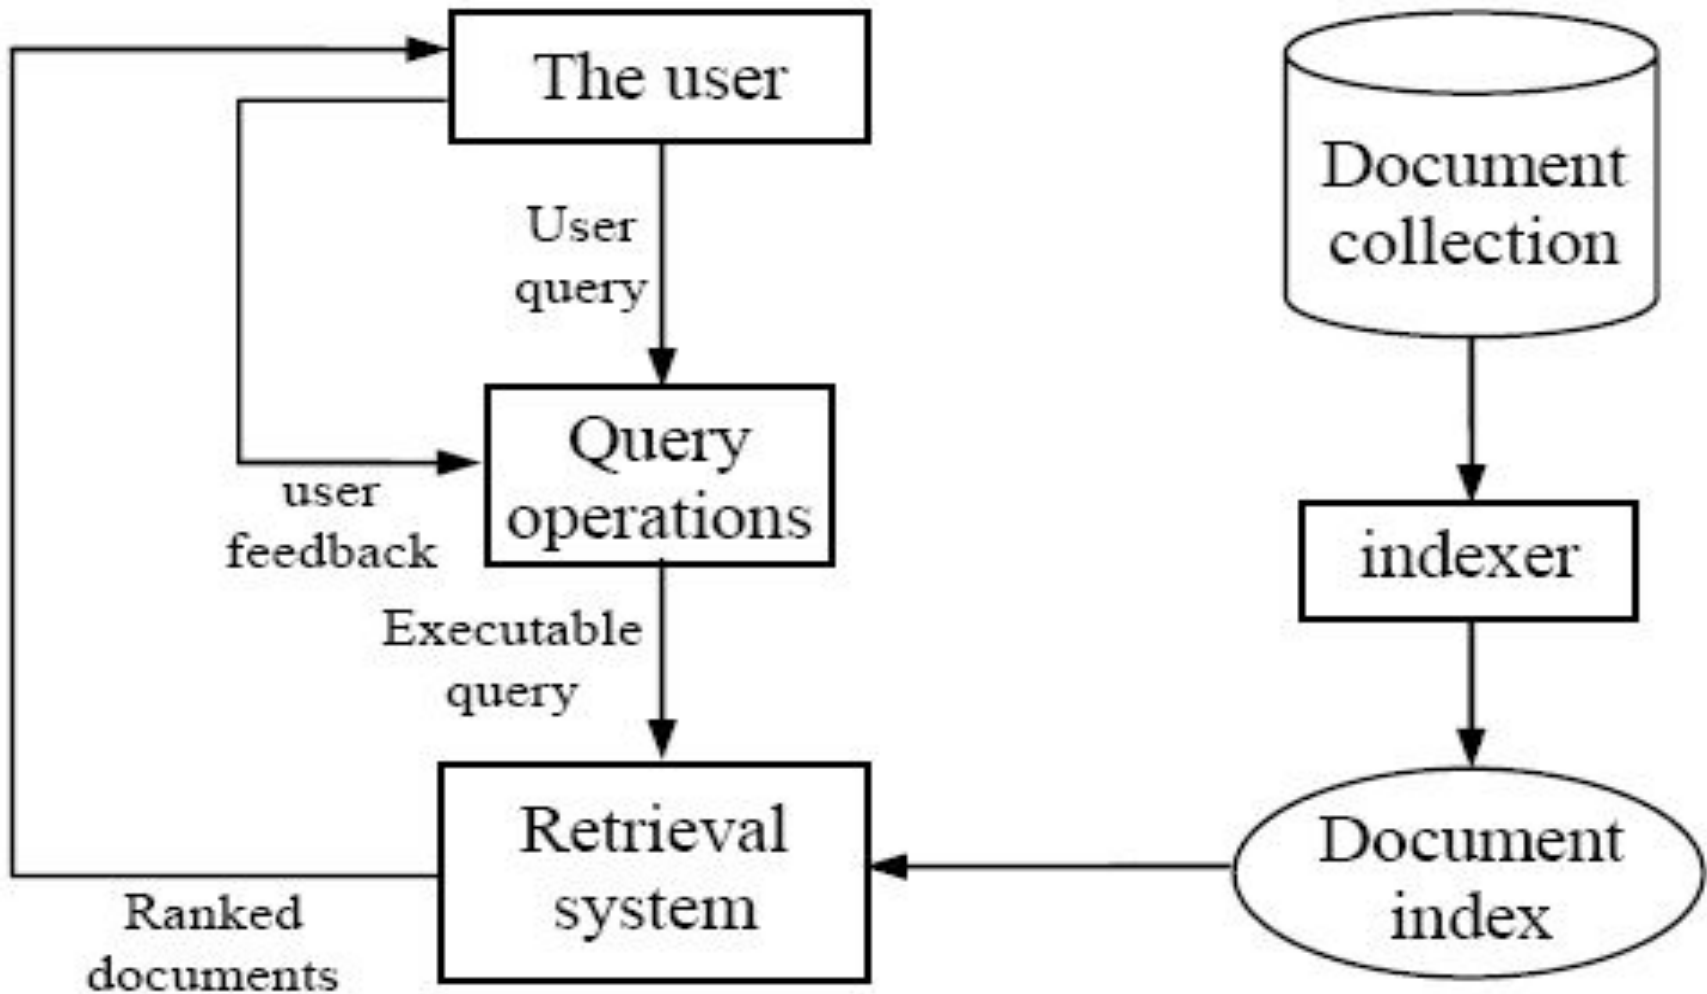 The user
User
query
Query
operations
user
feedback
Executable
query
Retrieval
system
Ranked
documents
Document
collection
indexer
Document
index